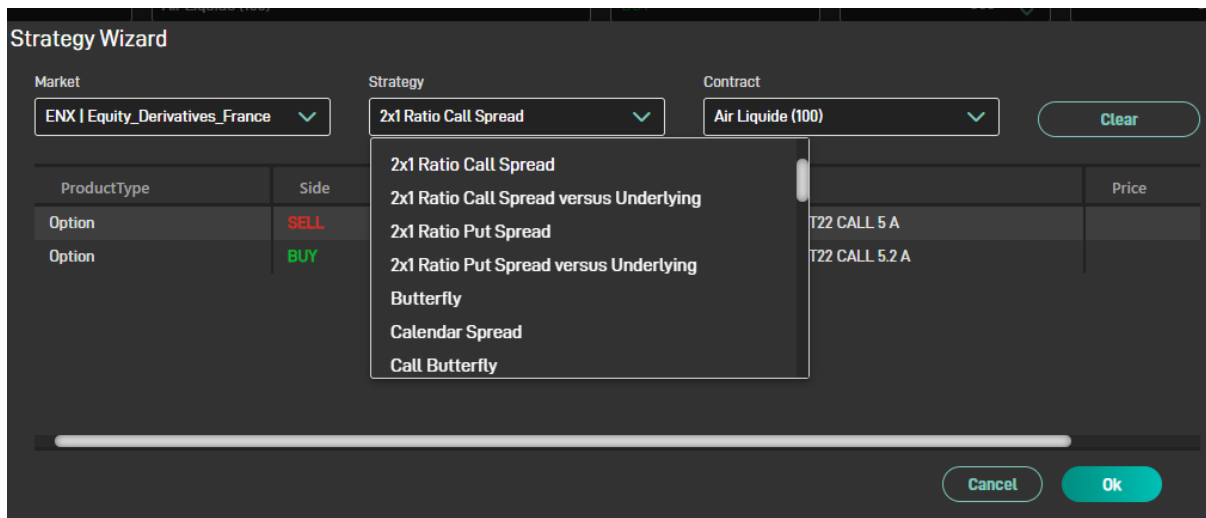 Strategy Wizard
Market Strategy Contract
ENX | Equity_Derivatives_France 2x1 Ratio Call Spread Air Liquide (100) Clear
2x1 Ratio Call Spread
ProductType Side Price
2x1 Ratio Call Spread versus Underlying
Option SELL T22 CALL 5 A
2x1 Ratio Put Spread
Option BUY T22 CALL 5.2 A
2x1 Ratio Put Spread versus Underlying
Butterfly
Calendar Spread
Call Butterfly
Cancel Ok